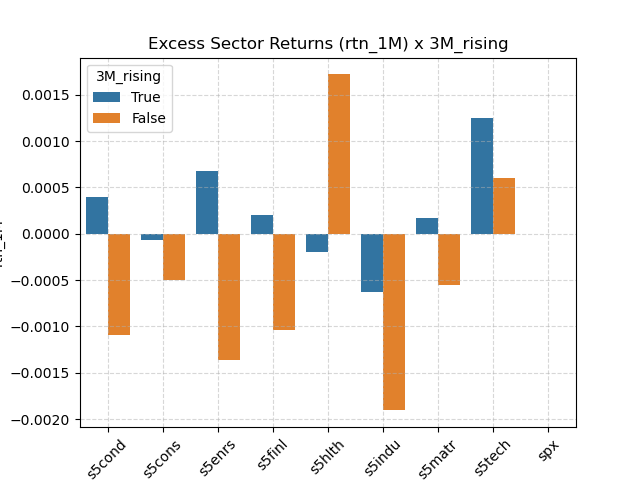 Excess Sector Returns (rtn_1M) x 3M_rising
3M_rising
True
False
0.0015
0.0010
0.0005
0.0000
−0.0005
−0.0010
−0.0015
−0.0020
s5cond
s5cons
s5enrs
s5finl
s5hlth
s5indu
s5matr
s5tech
spx